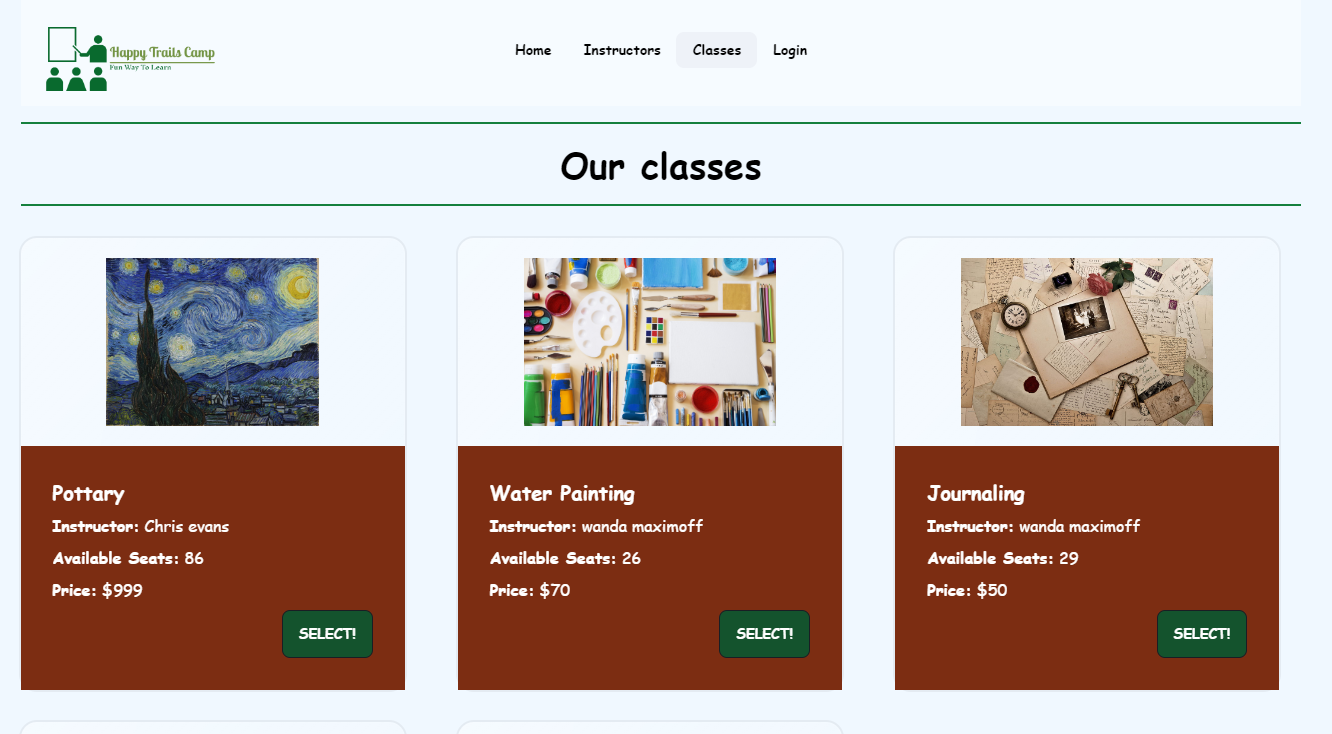 Happy Trails Camp
Fun Way To Learn
Home
Instructors
Classes
Login
Our classes
Pottary
Instructor: Chris evans
Available Seats: 86
Price: $999
SELECT!
Water Painting
Instructor: wanda maximoff
Available Seats: 26
Price: $70
SELECT!
Journaling
Instructor: wanda maximoff
Available Seats: 29
Price: $50
SELECT!